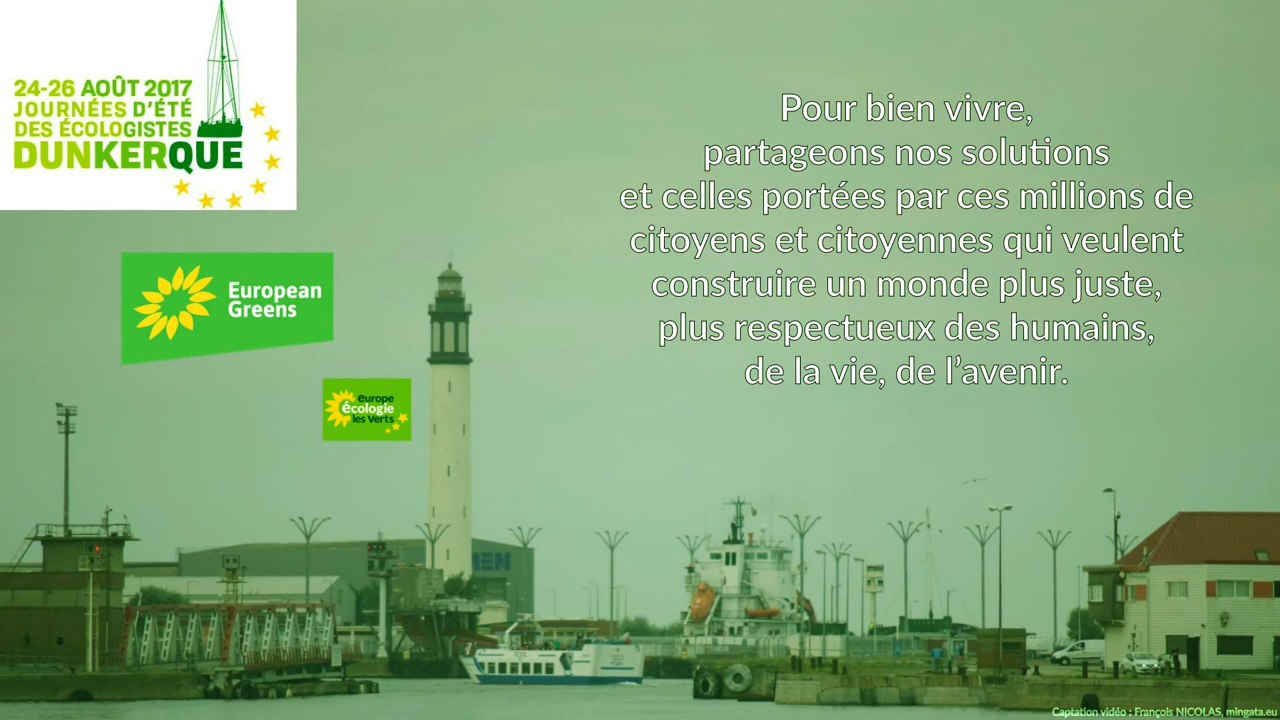 24-26 AOÛT 2017
JOURNÉES D'ÉTÉ
DES ÉCOLOGISTES
DUNKERQUE
European
Greens
europe
écologie
les Verts
Pour bien vivre,
partageons nos solutions
et celles portées par ces millions de
citoyens et citoyennes qui veulent
construire un monde plus juste,
plus respectueux des humains,
de la vie, de l’avenir.
MEN
Captation vidéo : François NICOLAS, mingata.eu